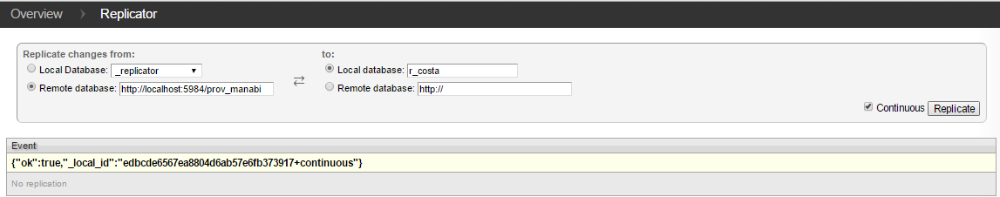 Overview Replicator
Replicate changes from: to:
Local Database: _replicator Local database: r_costa
Remote database: http://localhost:5984/prov_manabi Remote database: http://
Continuous Replicate
Event
{"ok":true,"_local_id":"edbcde6567ea8804d6ab57e6fb373917+continuous"}
No replication